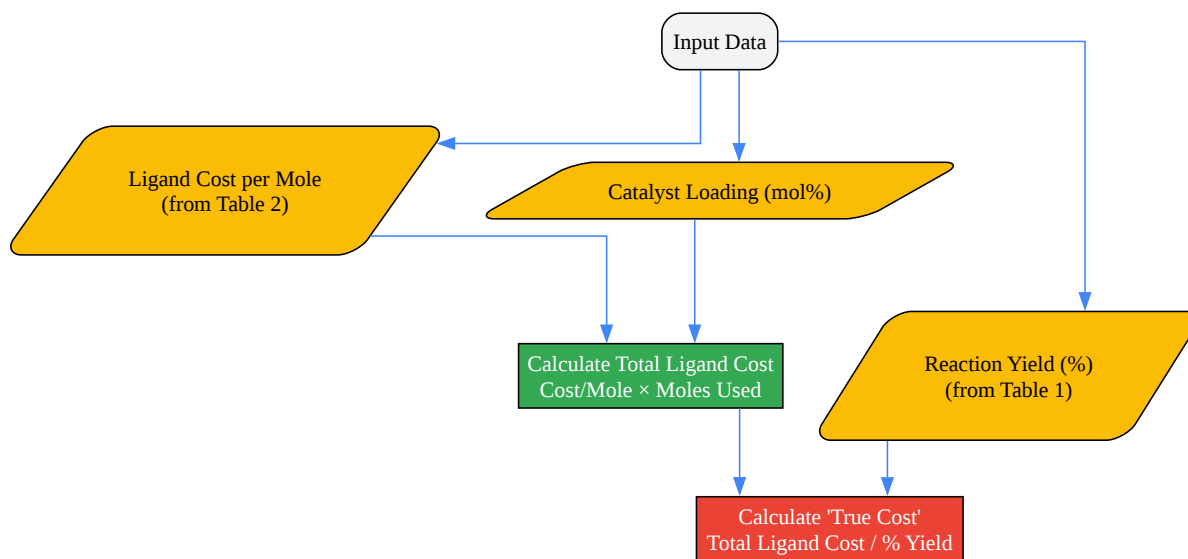 Input Data
Ligand Cost per Mole
(from Table 2)
Catalyst Loading (mol%)
Calculate Total Ligand Cost
Cost/Mole × Moles Used
Reaction Yield (%)
(from Table 1)
Calculate 'True Cost'
Total Ligand Cost / % Yield